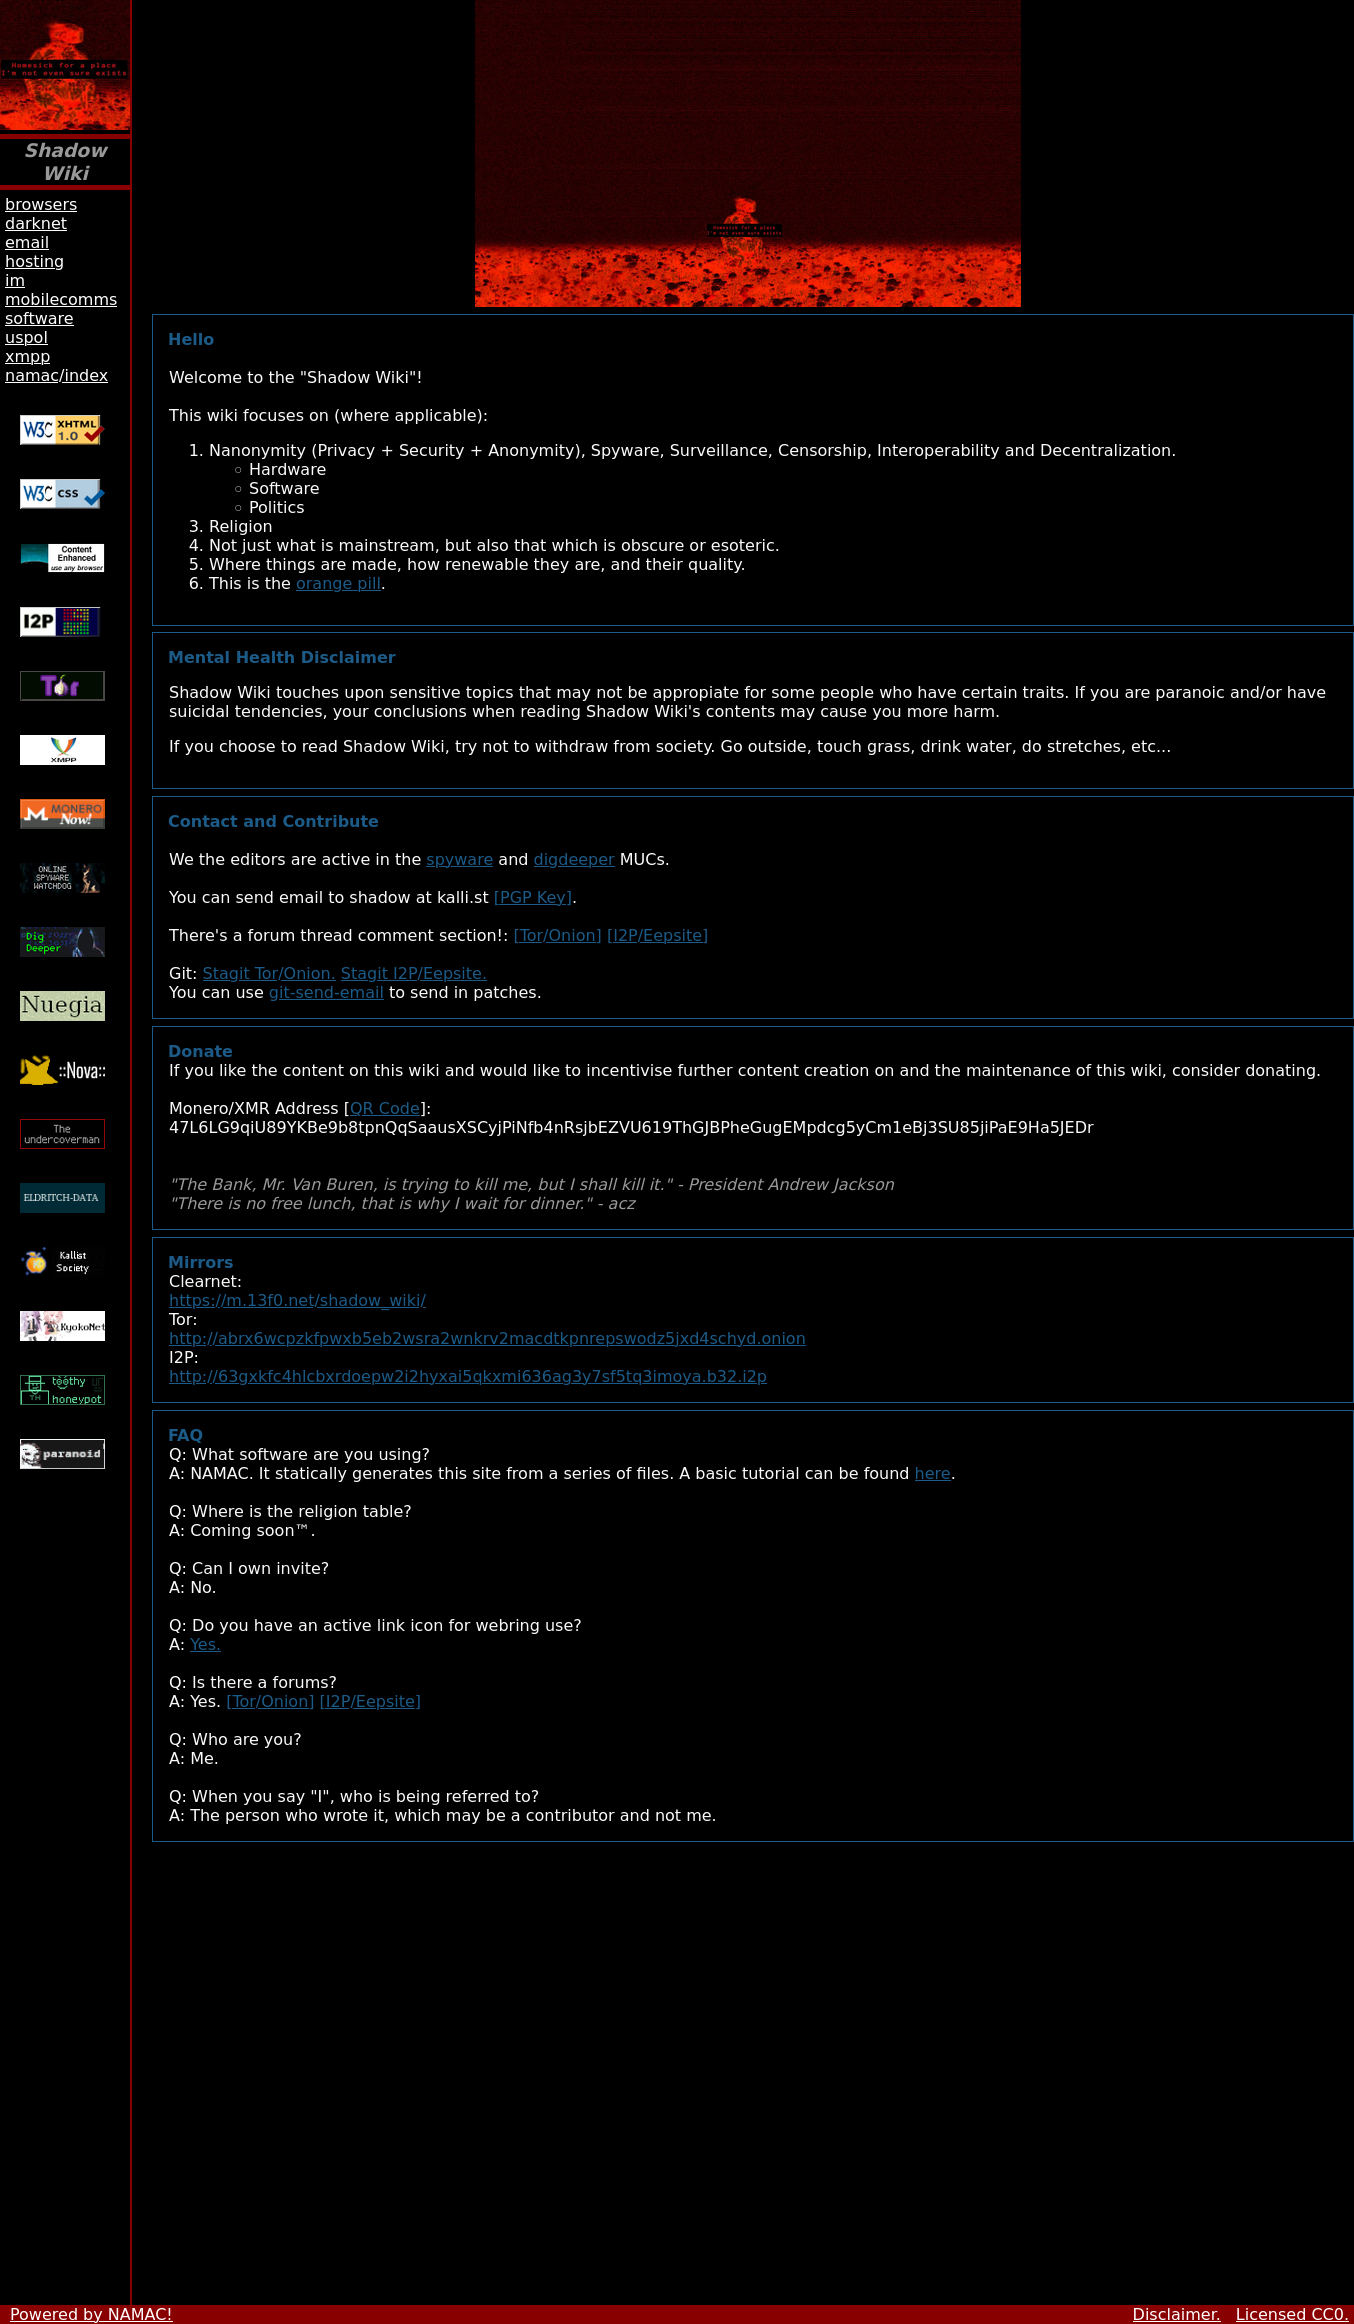 Homesick for a place
I'm not even sure exists
Shadow
Wiki
browsers
darknet
email
hosting
im
mobilecomms
software
uspol
xmpp
namac/index
W3C XHTML 1.0
W3C css
Content
Enhanced
use any browser
I2P
Tor
XMPP
MONERO
Now!
ONLINE
SPYWARE
WATCHDOG
Dig
Deeper
Nuegia
::Nova::
The
undercoverman
ELDRITCH-DATA
Kallist
Society
KyokoNet
toothy
TH
honeypot
paranoid
Homesick for a place
I'm not even sure exists
Hello
Welcome to the "Shadow Wiki"!
This wiki focuses on (where applicable):
1. Nanonymity (Privacy + Security + Anonymity), Spyware, Surveillance, Censorship, Interoperability and Decentralization.
○ Hardware
○ Software
○ Politics
3. Religion
4. Not just what is mainstream, but also that which is obscure or esoteric.
5. Where things are made, how renewable they are, and their quality.
6. This is the orange pill.
Mental Health Disclaimer
Shadow Wiki touches upon sensitive topics that may not be appropiate for some people who have certain traits. If you are paranoic and/or have
suicidal tendencies, your conclusions when reading Shadow Wiki's contents may cause you more harm.
If you choose to read Shadow Wiki, try not to withdraw from society. Go outside, touch grass, drink water, do stretches, etc...
Contact and Contribute
We the editors are active in the spyware and digdeeper MUCs.
You can send email to shadow at kalli.st [PGP Key].
There's a forum thread comment section!: [Tor/Onion] [I2P/Eepsite]
Git: Stagit Tor/Onion. Stagit I2P/Eepsite.
You can use git-send-email to send in patches.
Donate
If you like the content on this wiki and would like to incentivise further content creation on and the maintenance of this wiki, consider donating.
Monero/XMR Address [QR Code]:
47L6LG9qiU89YKBe9b8tpnQqSaausXSCyjPiNfb4nRsjbEZVU619ThGJBPheGugEMpdcg5yCm1eBj3SU85jiPaE9Ha5JEDr
"The Bank, Mr. Van Buren, is trying to kill me, but I shall kill it." - President Andrew Jackson
"There is no free lunch, that is why I wait for dinner." - acz
Mirrors
Clearnet:
https://m.13f0.net/shadow_wiki/
Tor:
http://abrx6wcpzkfpwxb5eb2wsra2wnkrv2macdtkpnrepswodz5jxd4schyd.onion
I2P:
http://63gxkfc4hlcbxrdoepw2i2hyxai5qkxmi636ag3y7sf5tq3imoya.b32.i2p
FAQ
Q: What software are you using?
A: NAMAC. It statically generates this site from a series of files. A basic tutorial can be found here.
Q: Where is the religion table?
A: Coming soon™.
Q: Can I own invite?
A: No.
Q: Do you have an active link icon for webring use?
A: Yes.
Q: Is there a forums?
A: Yes. [Tor/Onion] [I2P/Eepsite]
Q: Who are you?
A: Me.
Q: When you say "I", who is being referred to?
A: The person who wrote it, which may be a contributor and not me.
Powered by NAMAC!
Disclaimer. Licensed CC0.